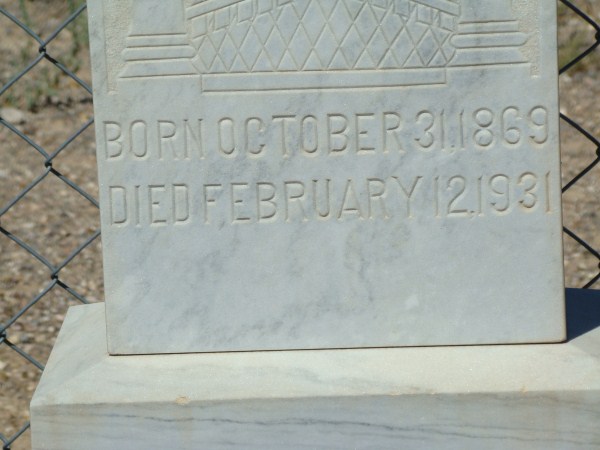 BORN OCTOBER 31, 1869
DIED FEBRUARY 12, 1931